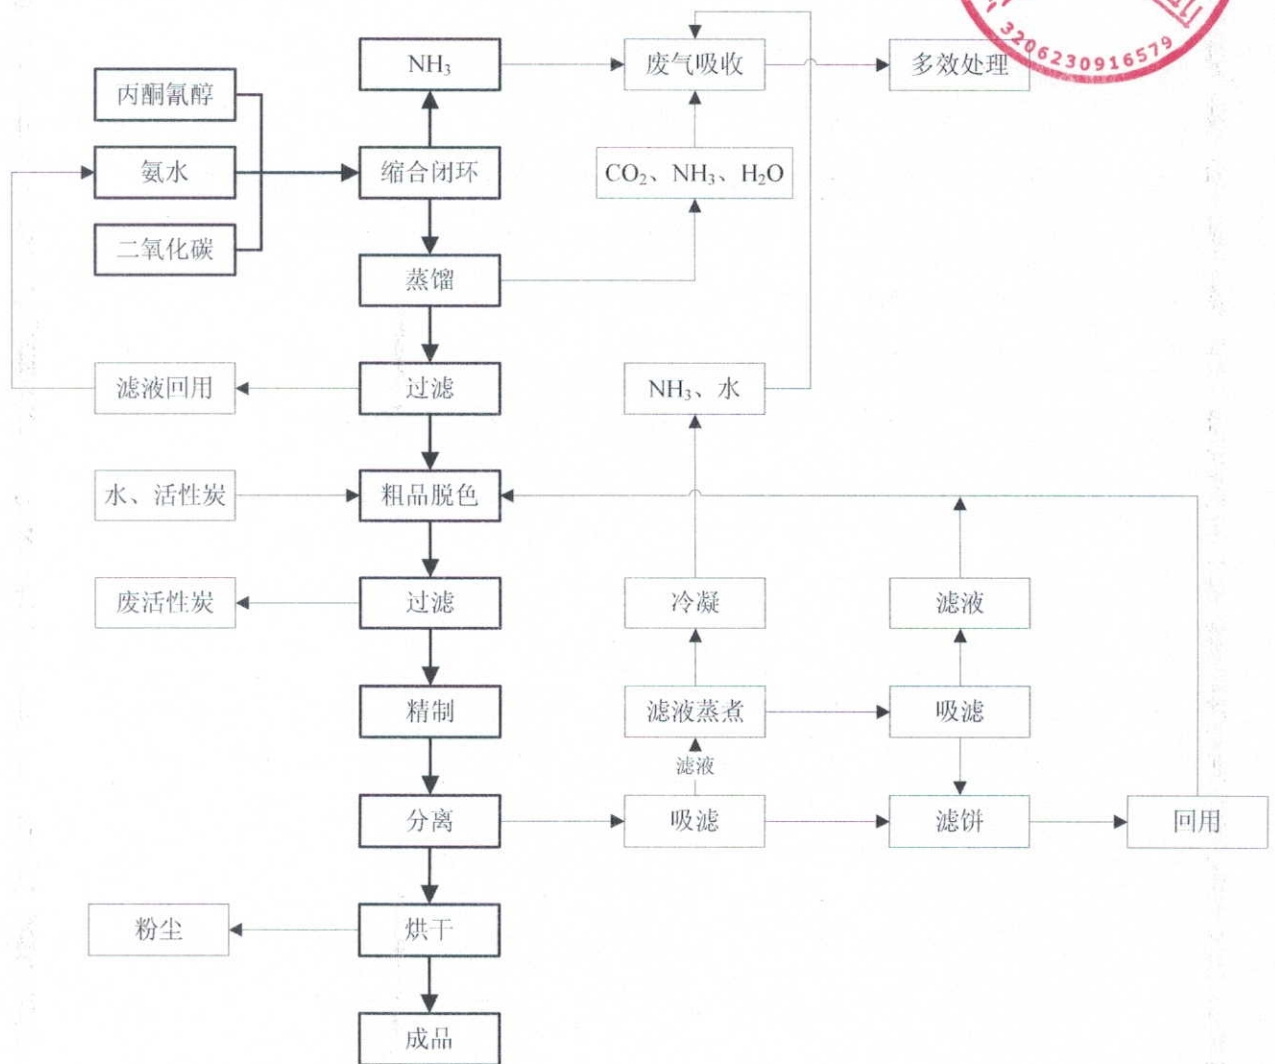 3206230916579
NH₃
废气吸收
多效处理
丙酮氰醇
氨水
缩合闭环
CO₂、NH₃、H₂O
二氧化碳
蒸馏
滤液回用
过滤
NH₃、水
水、活性炭
粗品脱色
废活性炭
过滤
冷凝
滤液
精制
滤液蒸煮
吸滤
滤液
分离
吸滤
滤饼
回用
粉尘
烘干
成品